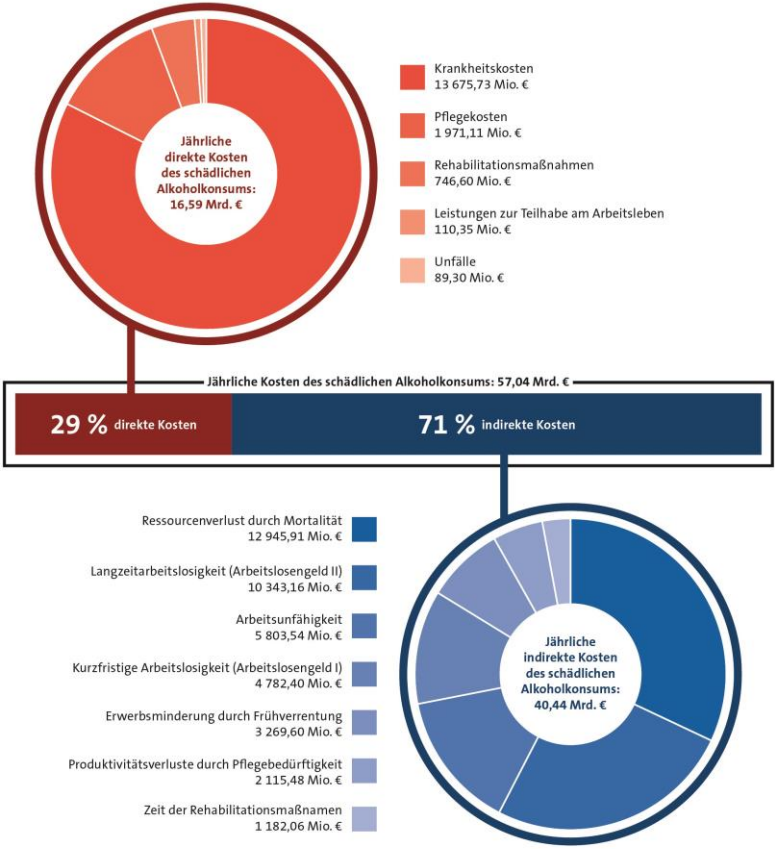 Jährliche
direkte Kosten
des schädlichen
Alkoholkonsums:
16,59 Mrd. €
Krankheitskosten
13 675,73 Mio. €
Pflegekosten
1 971,11 Mio. €
Rehabilitationsmaßnahmen
746,60 Mio. €
Leistungen zur Teilhabe am Arbeitsleben
110,35 Mio. €
Unfälle
89,30 Mio. €
Jährliche Kosten des schädlichen Alkoholkonsums: 57,04 Mrd. €
29 % direkte Kosten
71 % indirekte Kosten
Ressourcenverlust durch Mortalität
12 945,91 Mio. €
Langzeitarbeitslosigkeit (Arbeitslosengeld II)
10 343,16 Mio. €
Arbeitsunfähigkeit
5 803,54 Mio. €
Kurzfristige Arbeitslosigkeit (Arbeitslosengeld I)
4 782,40 Mio. €
Erwerbsminderung durch Frühverrentung
3 269,60 Mio. €
Produktivitätsverluste durch Pflegebedürftigkeit
2 115,48 Mio. €
Zeit der Rehabilitationsmaßnamen
1 182,06 Mio. €
Jährliche
indirekte Kosten
des schädlichen
Alkoholkonsums:
40,44 Mrd. €